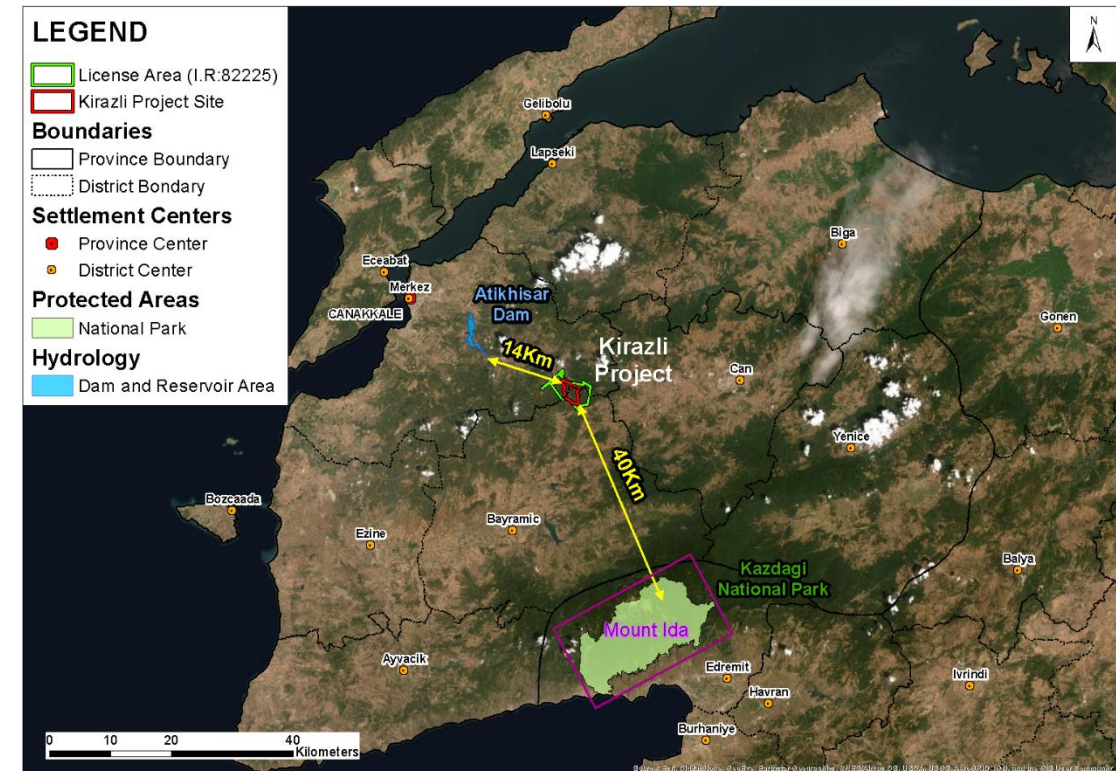 LEGEND
License Area (I.R:82225)
Kirazli Project Site
Boundaries
Province Boundary
District Bondary
Settlement Centers
Province Center
District Center
Protected Areas
National Park
Hydrology
Dam and Reservoir Area
N
Gelibolu
Lapseki
Biga
Eceabat
Merkez
CANAKKALE
Atikhisar
Dam
Gonen
14Km
Kirazli
Project
Can
Yenice
40Km
Bozcaada
Bayramic
Ezine
Balya
Kazdagi
National Park
Mount Ida
Ayvacik
Edremit
Ivrindi
Havran
Burhaniye
0 10 20 40
Kilometers